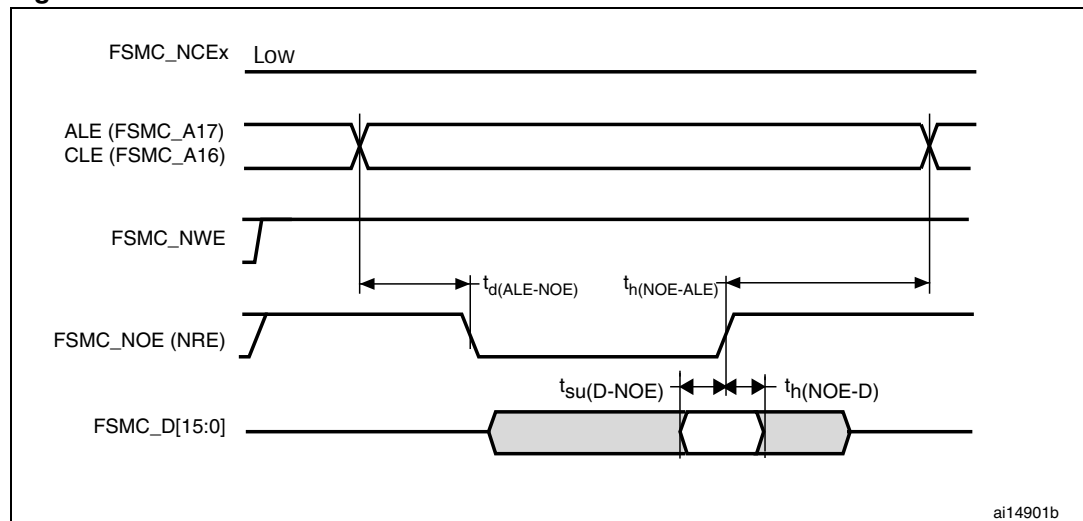 FSMC_NCEx Low
ALE (FSMC_A17)
CLE (FSMC_A16)
FSMC_NWE
td(ALE-NOE) th(NOE-ALE)
FSMC_NOE (NRE)
tsu(D-NOE) th(NOE-D)
FSMC_D[15:0]
ai14901b